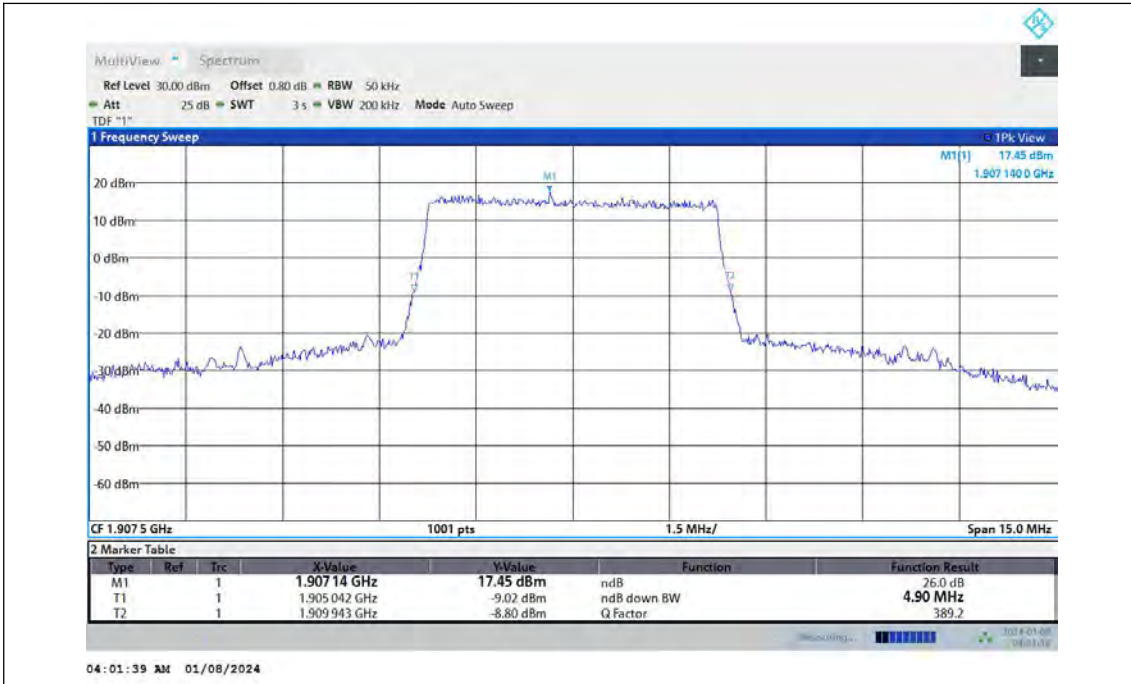 MultiView Spectrum
Ref Level 30.00 dBm Offset 0.80 dB RBW 50 kHz
Att 25 dB SWT 3 s VBW 200 kHz Mode Auto Sweep
TDF "1"
1 Frequency Sweep 1Pk View
M1[1] 17.45 dBm
1.907 140 0 GHz
M1
20 dBm
10 dBm
0 dBm
T1 T2
-10 dBm
-20 dBm
-30 dBm
-40 dBm
-50 dBm
-60 dBm
CF 1.907 5 GHz 1001 pts 1.5 MHz/ Span 15.0 MHz
2 Marker Table
Type Ref Trc X-Value Y-Value Function Function Result
M1 1 1.907 14 GHz 17.45 dBm ndB 26.0 dB
T1 1 1.905 042 GHz -9.02 dBm ndB down BW 4.90 MHz
T2 1 1.909 943 GHz -8.80 dBm Q Factor 389.2
Measuring...
04:01:39 AM 01/08/2024